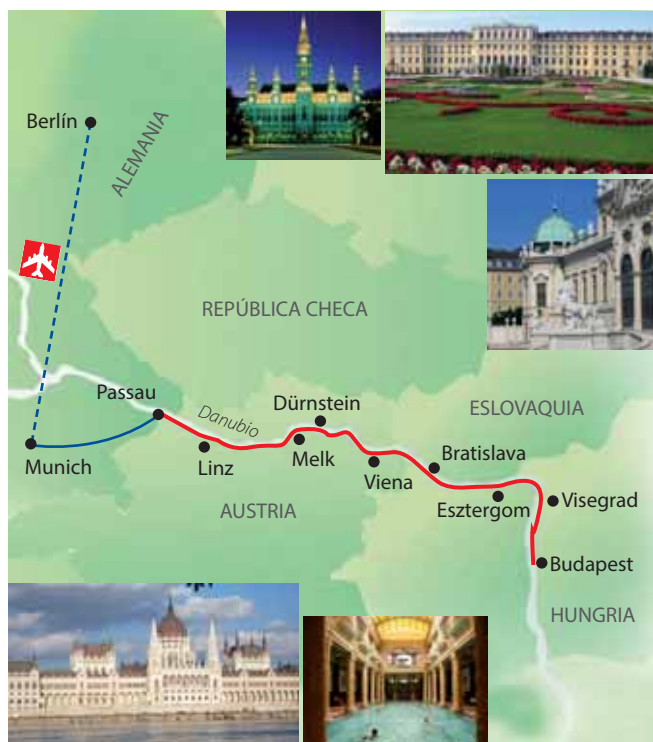 Berlín
ALEMANIA
REPÚBLICA CHECA
Passau
Danubio
Dürnstein
ESLOVAQUIA
Munich
Linz
Melk
Viena
Bratislava
AUSTRIA
Esztergom
Visegrad
Budapest
HUNGRIA